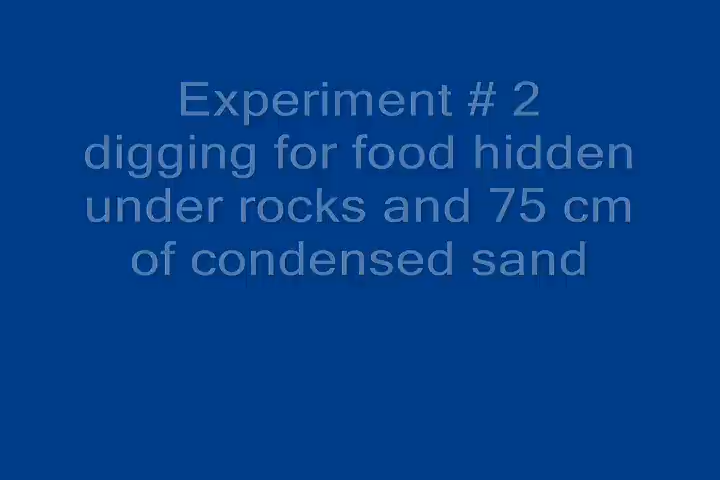 Experiment # 2
digging for food hidden
under rocks and 75 cm
of condensed sand